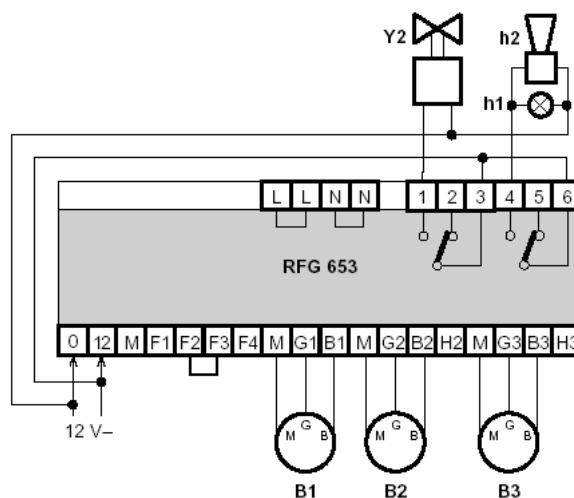 Y2 h2
h1
L L N N 1 2 3 4 5 6
RFG 653
0 12 M F1 F2 F3 F4 M G1 B1 M G2 B2 H2 M G3 B3 H3
12 V–
M G B M G B M G B
B1 B2 B3